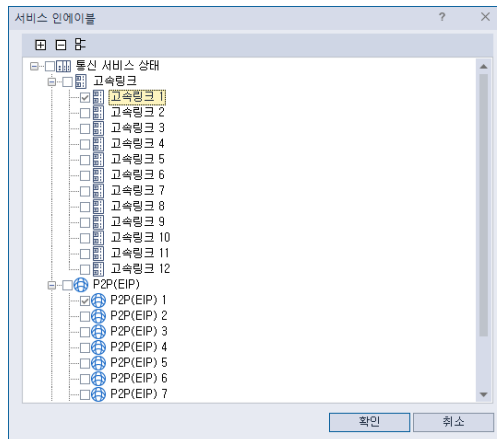 서비스 인에이블
통신 서비스 상태
고속링크
고속링크 1
고속링크 2
고속링크 3
고속링크 4
고속링크 5
고속링크 6
고속링크 7
고속링크 8
고속링크 9
고속링크 10
고속링크 11
고속링크 12
P2P(EIP)
P2P(EIP) 1
P2P(EIP) 2
P2P(EIP) 3
P2P(EIP) 4
P2P(EIP) 5
P2P(EIP) 6
P2P(EIP) 7
확인 취소